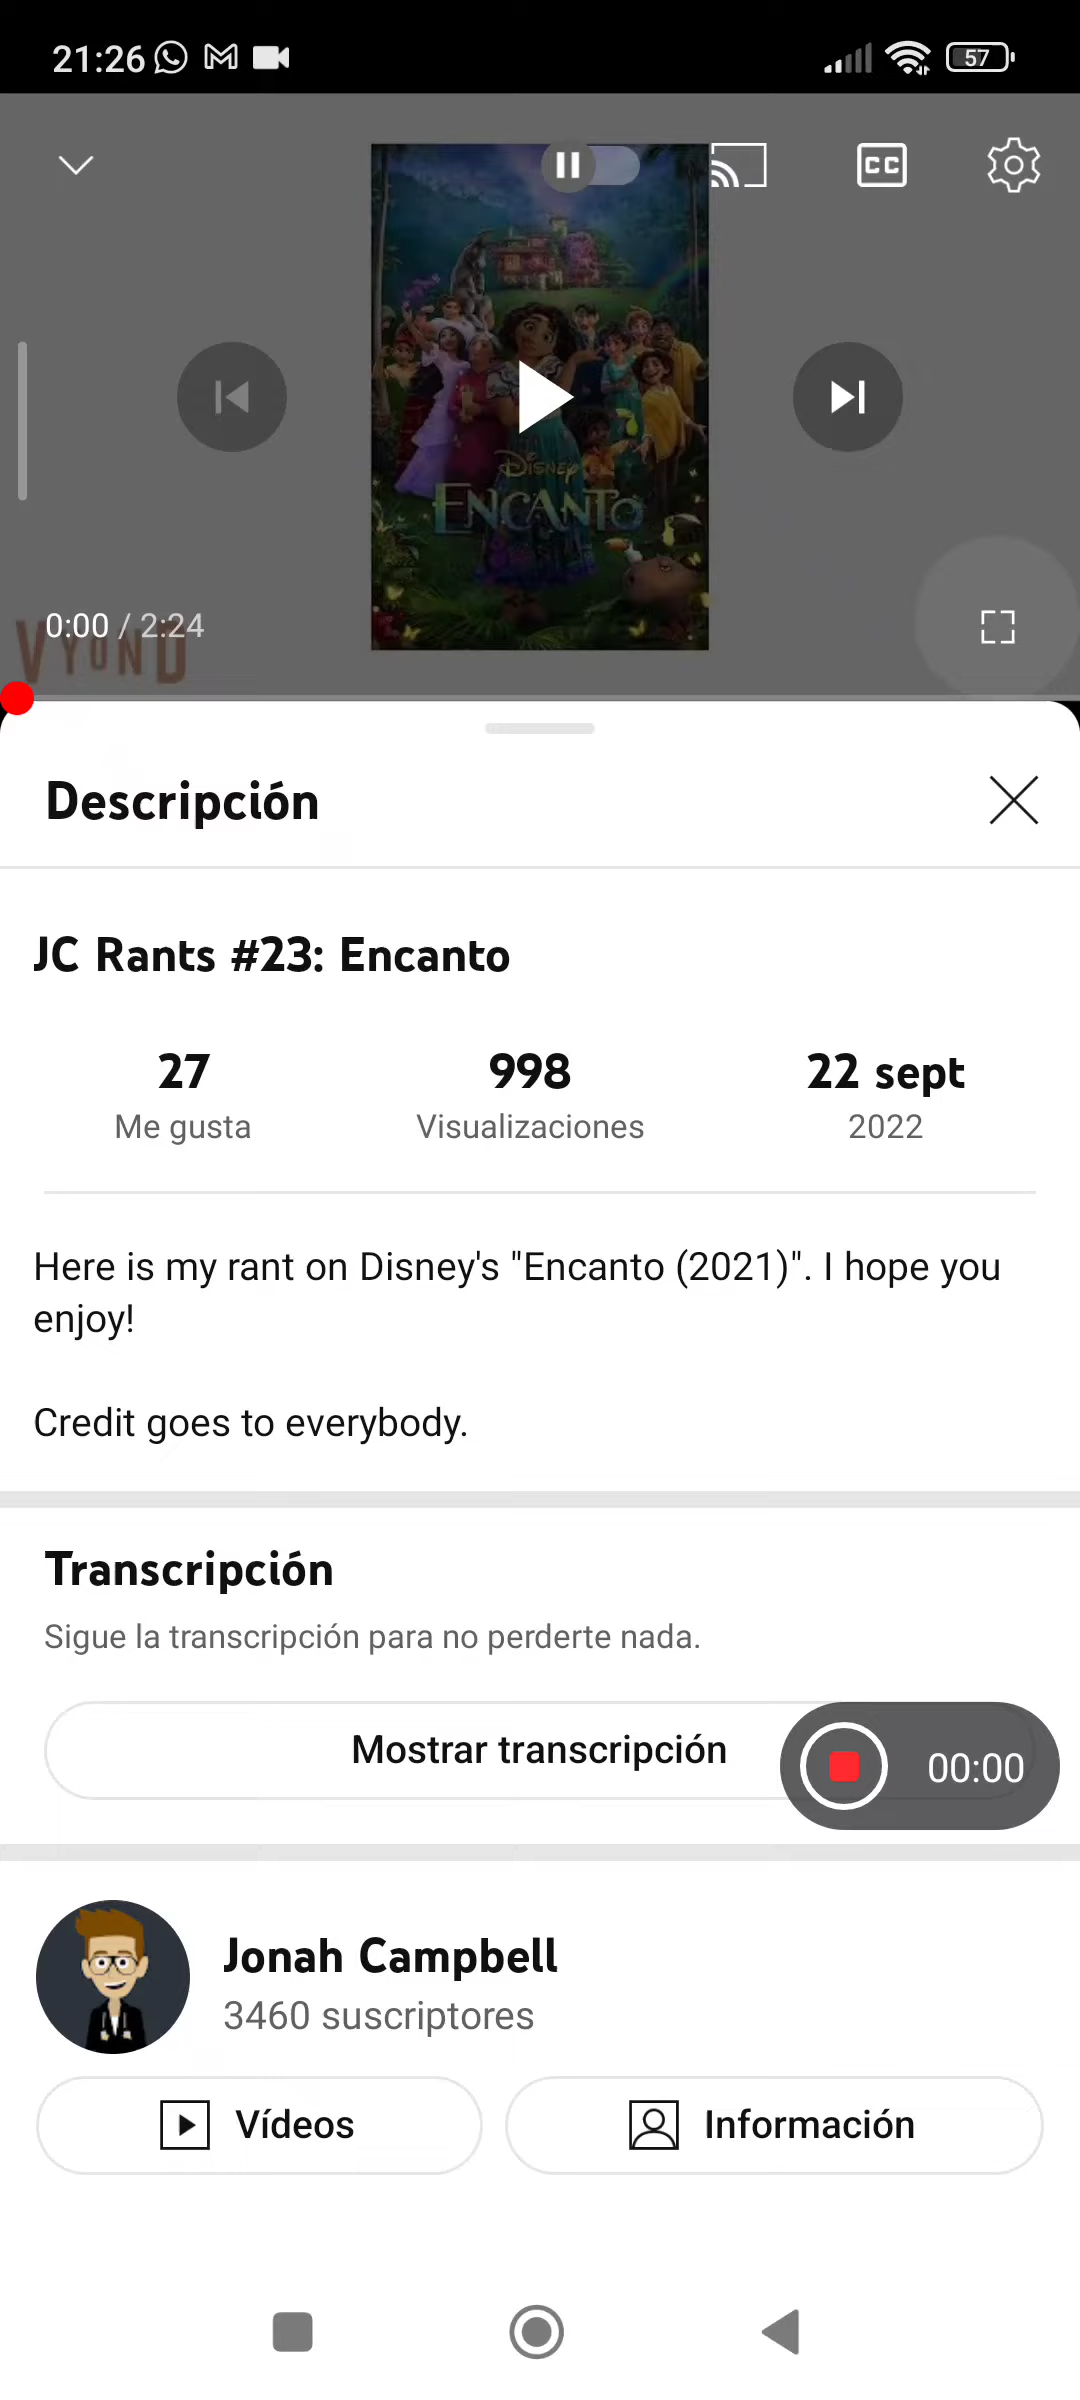 21:26
57
CC
DISNEY
ENCANTO
0:00 / 2:24
VYOND
Descripción
JC Rants #23: Encanto
27
998
22 sept
Me gusta
Visualizaciones
2022
Here is my rant on Disney's "Encanto (2021)". I hope you
enjoy!
Credit goes to everybody.
Transcripción
Sigue la transcripción para no perderte nada.
Mostrar transcripción
00:00
Jonah Campbell
3460 suscriptores
Vídeos
Información